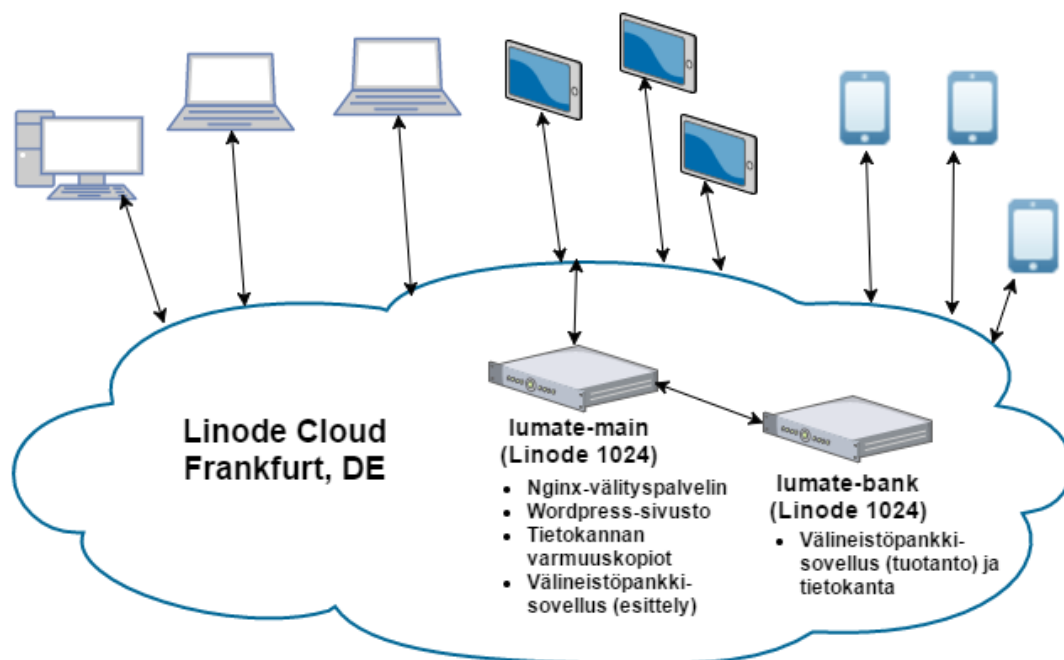 Linode Cloud
Frankfurt, DE
lumate-main
(Linode 1024)
• Nginx-välityspalvelin
• Wordpress-sivusto
• Tietokannan
varmuuskopiot
• Välineistöpankki-
sovellus (esittely)
lumate-bank
(Linode 1024)
• Välineistöpankki-
sovellus (tuotanto) ja
tietokanta